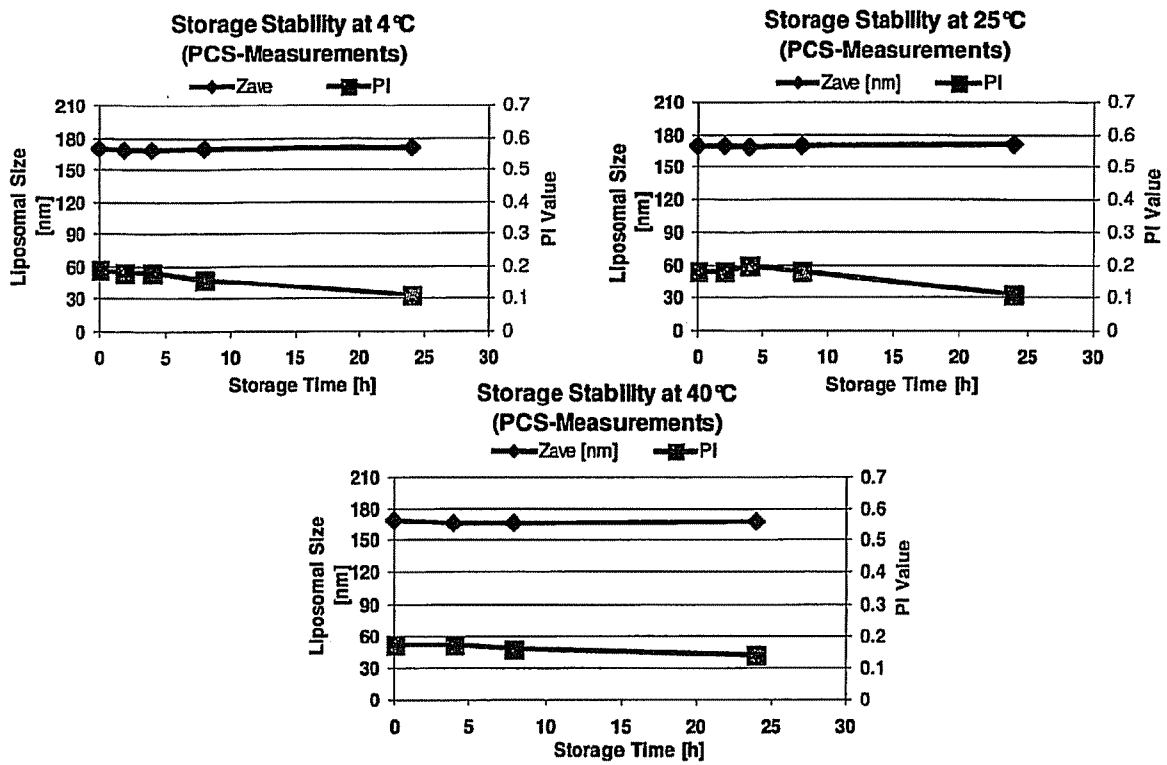 Storage Stability at 4°C
(PCS-Measurements)
Zave PI
210
180
150
120
90
60
30
0
0.7
0.6
0.5
0.4
0.3
0.2
0.1
0
Liposomal Size
[nm]
PI Value
0 5 10 15 20 25 30
Storage Time [h]
Storage Stability at 25°C
(PCS-Measurements)
Zave [nm] PI
210
180
150
120
90
60
30
0
0.7
0.6
0.5
0.4
0.3
0.2
0.1
0
Liposomal Size
[nm]
PI Value
0 5 10 15 20 25 30
Storage Time [h]
Storage Stability at 40°C
(PCS-Measurements)
Zave [nm] PI
210
180
150
120
90
60
30
0
0.7
0.6
0.5
0.4
0.3
0.2
0.1
0
Liposomal Size
[nm]
PI Value
0 5 10 15 20 25 30
Storage Time [h]